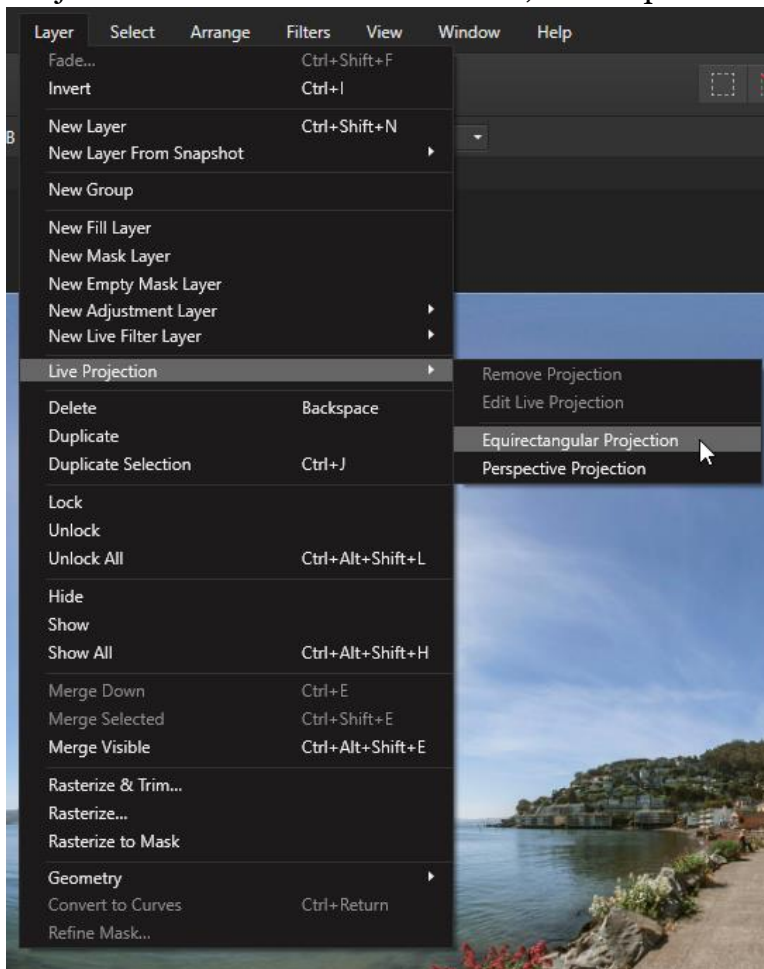 Layer Select Arrange Filters View Window Help
Fade... Ctrl+Shift+F
Invert Ctrl+I
New Layer Ctrl+Shift+N
B
New Layer From Snapshot
New Group
New Fill Layer
New Mask Layer
New Empty Mask Layer
New Adjustment Layer
New Live Filter Layer
Live Projection
Remove Projection
Edit Live Projection
Equirectangular Projection
Perspective Projection
Delete Backspace
Duplicate
Duplicate Selection Ctrl+J
Lock
Unlock
Unlock All Ctrl+Alt+Shift+L
Hide
Show
Show All Ctrl+Alt+Shift+H
Merge Down Ctrl+E
Merge Selected Ctrl+Shift+E
Merge Visible Ctrl+Alt+Shift+E
Rasterize & Trim...
Rasterize...
Rasterize to Mask
Geometry
Convert to Curves Ctrl+Return
Refine Mask...